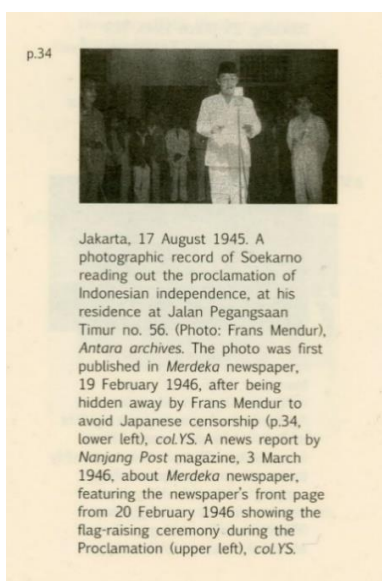 p.34
Jakarta, 17 August 1945. A
photographic record of Soekarno
reading out the proclamation of
Indonesian independence, at his
residence at Jalan Pegangsaan
Timur no. 56. (Photo: Frans Mendur),
Antara archives. The photo was first
published in Merdeka newspaper,
19 February 1946, after being
hidden away by Frans Mendur to
avoid Japanese censorship (p.34,
lower left), col.YS. A news report by
Nanjang Post magazine, 3 March
1946, about Merdeka newspaper,
featuring the newspaper's front page
from 20 February 1946 showing the
flag-raising ceremony during the
Proclamation (upper left), col.YS.